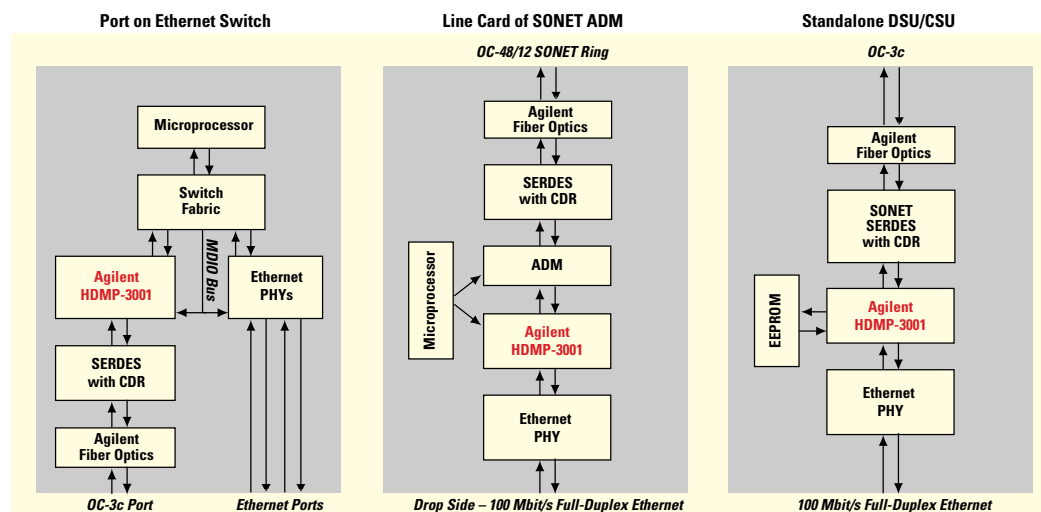 Port on Ethernet Switch
Microprocessor
Switch
Fabric
MDIO Bus
Agilent
HDMP-3001
Ethernet
PHYs
SERDES
with CDR
Agilent
Fiber Optics
OC-3c Port
Ethernet Ports
Line Card of SONET ADM
OC-48/12 SONET Ring
Agilent
Fiber Optics
SERDES
with CDR
ADM
Microprocessor
Agilent
HDMP-3001
Ethernet
PHY
Drop Side – 100 Mbit/s Full-Duplex Ethernet
Standalone DSU/CSU
OC-3c
Agilent
Fiber Optics
SONET
SERDES
with CDR
EEPROM
Agilent
HDMP-3001
Ethernet
PHY
100 Mbit/s Full-Duplex Ethernet